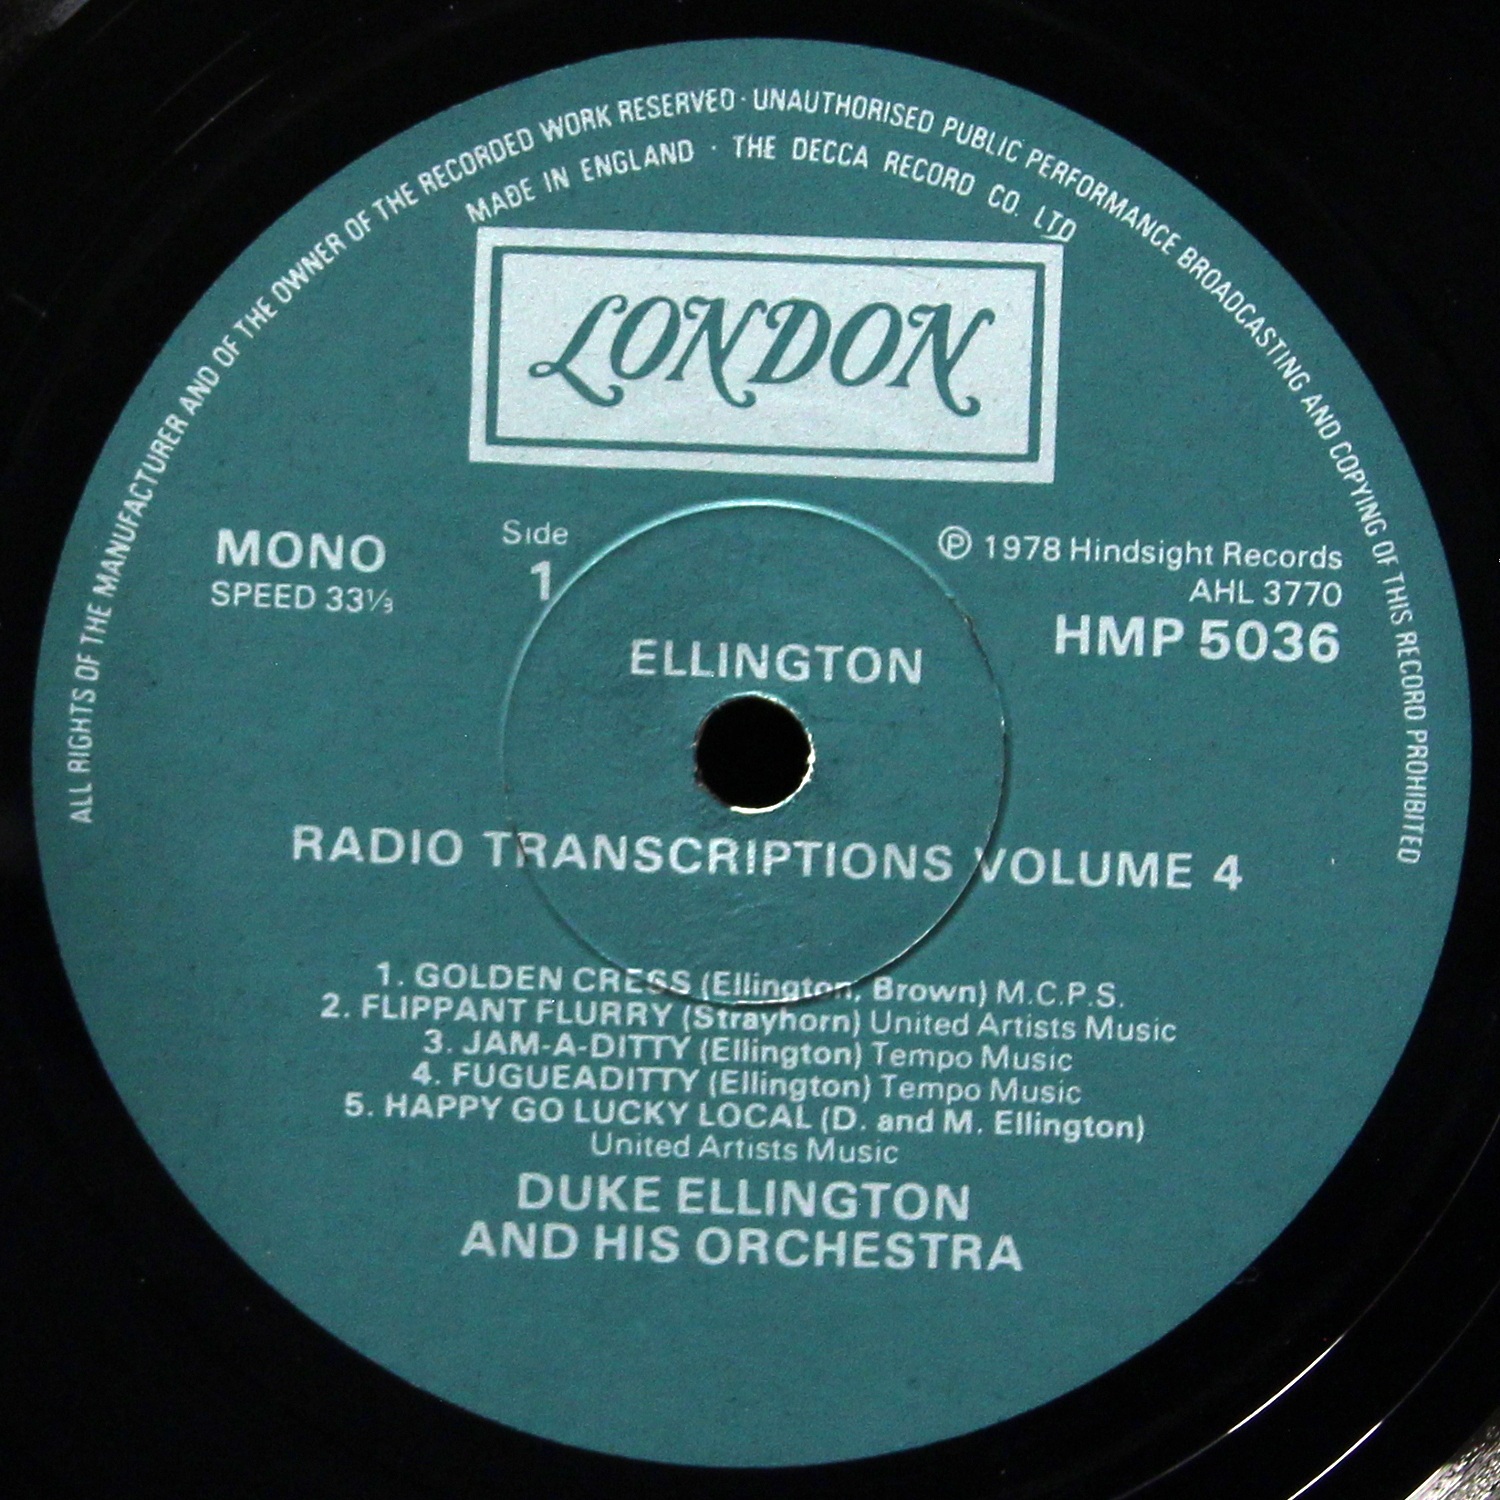 ALL RIGHTS OF THE MANUFACTURER AND OF THE OWNER OF THE RECORDED WORK RESERVED · UNAUTHORISED PUBLIC PERFORMANCE BROADCASTING AND COPYING OF THIS RECORD PROHIBITED
MADE IN ENGLAND · THE DECCA RECORD CO. LTD
LONDON
MONO
SPEED 33⅓
Side
1
℗ 1978 Hindsight Records
AHL 3770
HMP 5036
ELLINGTON
RADIO TRANSCRIPTIONS VOLUME 4
1. GOLDEN CRESS (Ellington, Brown) M.C.P.S.
2. FLIPPANT FLURRY (Strayhorn) United Artists Music
3. JAM-A-DITTY (Ellington) Tempo Music
4. FUGUEADITTY (Ellington) Tempo Music
5. HAPPY GO LUCKY LOCAL (D. and M. Ellington)
United Artists Music
DUKE ELLINGTON
AND HIS ORCHESTRA